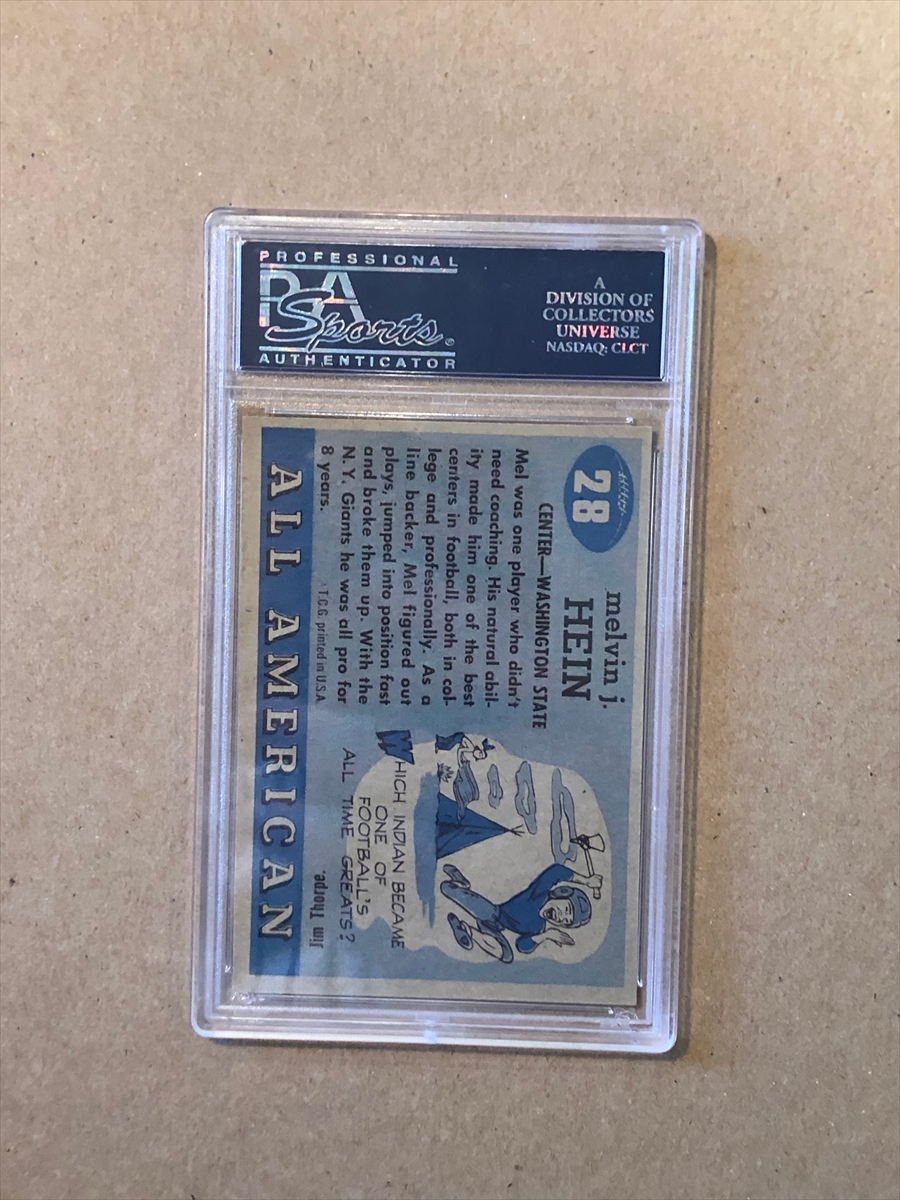 PROFESSIONAL
PSA
Sports®
AUTHENTICATOR
A
DIVISION OF
COLLECTORS
UNIVERSE
NASDAQ: CLCT
28
melvin j.
HEIN
CENTER—WASHINGTON STATE
Mel was one player who didn't
need coaching. His natural abil-
ity made him one of the best
centers in football, both in col-
lege and professionally. As a
line backer, Mel figured out
plays, jumped into position fast
and broke them up. With the
N.Y. Giants he was all pro for
8 years.
T.C.G. printed in U.S.A
WHICH INDIAN BECAME
ONE OF
FOOTBALL'S
ALL TIME GREATS?
Jim Thorpe.
ALL AMERICAN